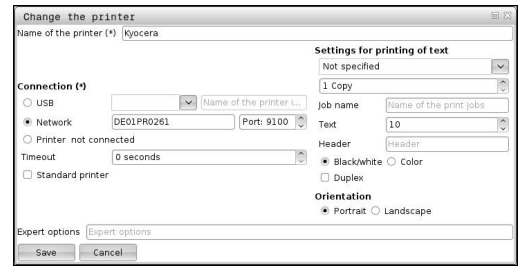 Change the printer
Name of the printer (*) Kyocera
Settings for printing of text
Not specified
1 Copy
Connection (*)
USB Name of the printer i...
Job name Name of the print jobs
Network DE01PR0261 Port: 9100
Text 10
Printer not connected
Header Header
Timeout 0 seconds
Black/white Color
Standard printer
Duplex
Orientation
Portrait Landscape
Expert options Expert options
Save Cancel